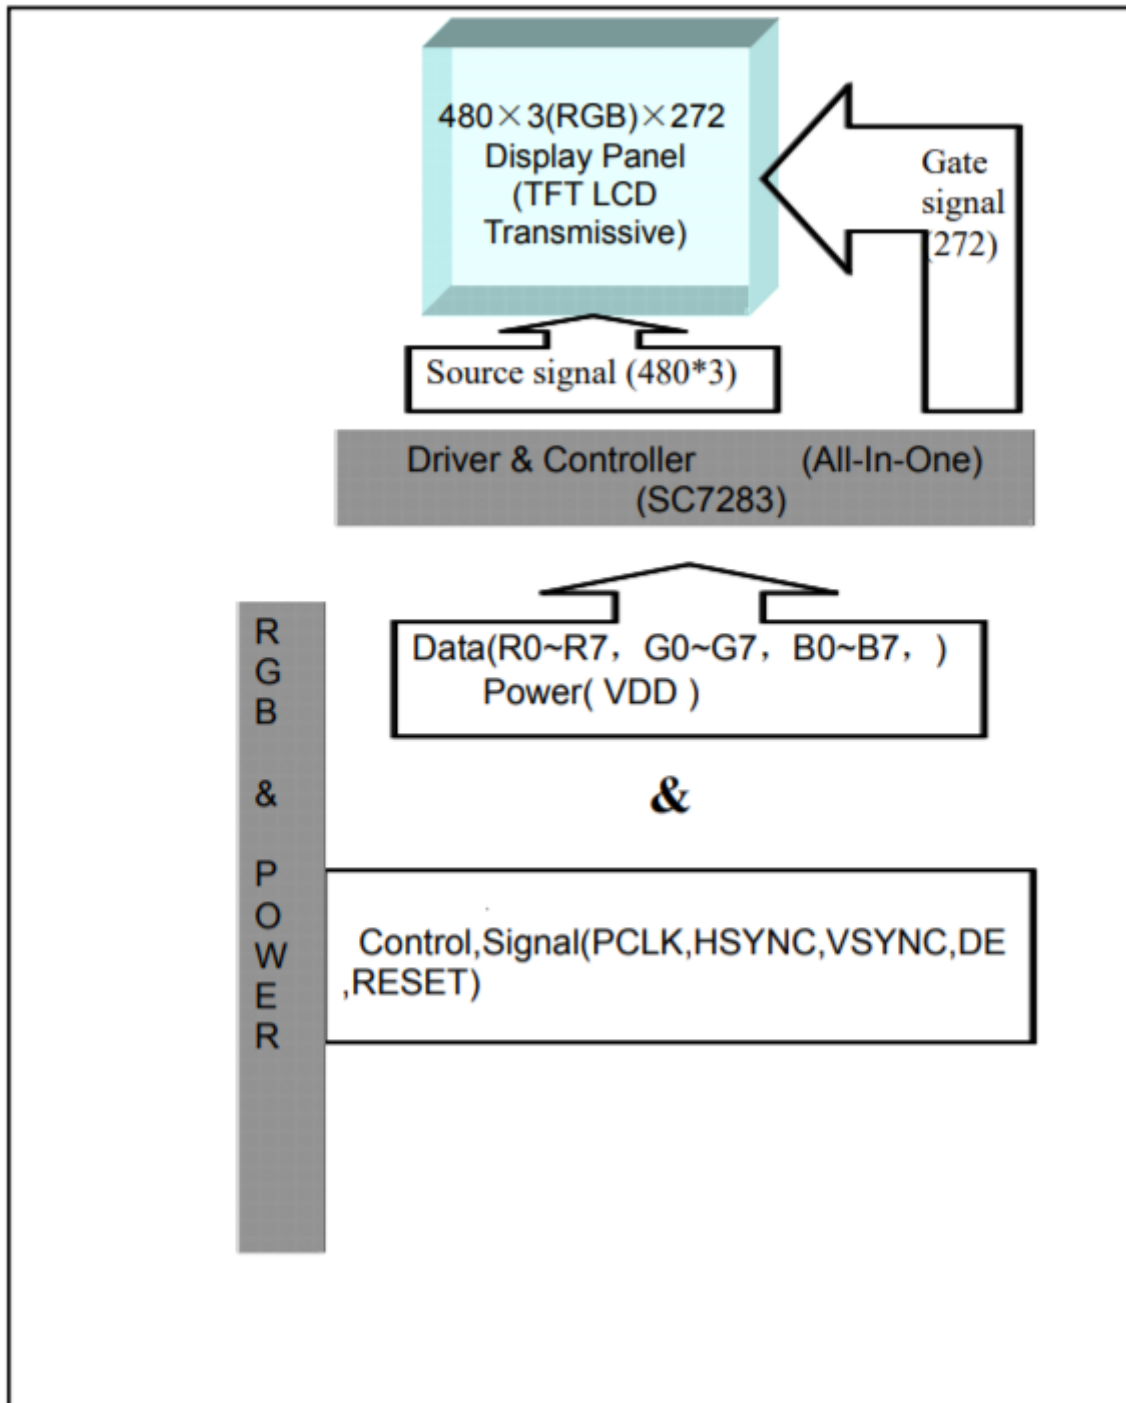 480×3(RGB)×272
Display Panel
(TFT LCD
Transmissive)
Gate
signal
(272)
Source signal (480*3)
Driver & Controller (All-In-One)
(SC7283)
R
G
B
&
P
O
W
E
R
Data(R0~R7，G0~G7，B0~B7，)
Power( VDD )
&
Control,Signal(PCLK,HSYNC,VSYNC,DE
,RESET)